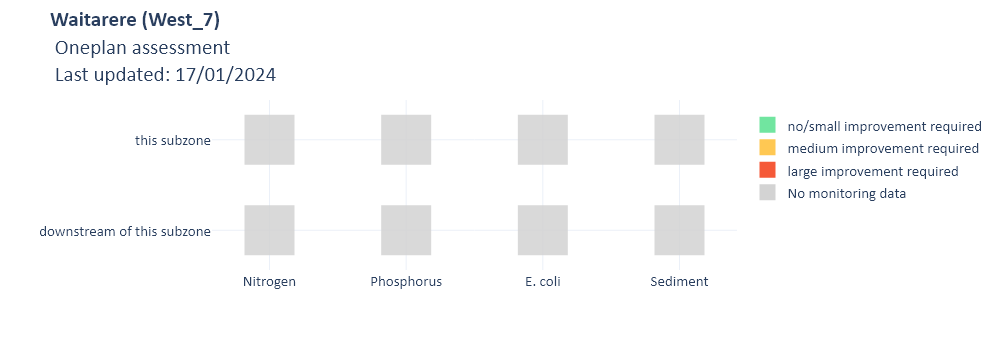 Waitarere (West_7)
Oneplan assessment
Last updated: 17/01/2024
this subzone
downstream of this subzone
Nitrogen
Phosphorus
E. coli
Sediment
no/small improvement required
medium improvement required
large improvement required
No monitoring data